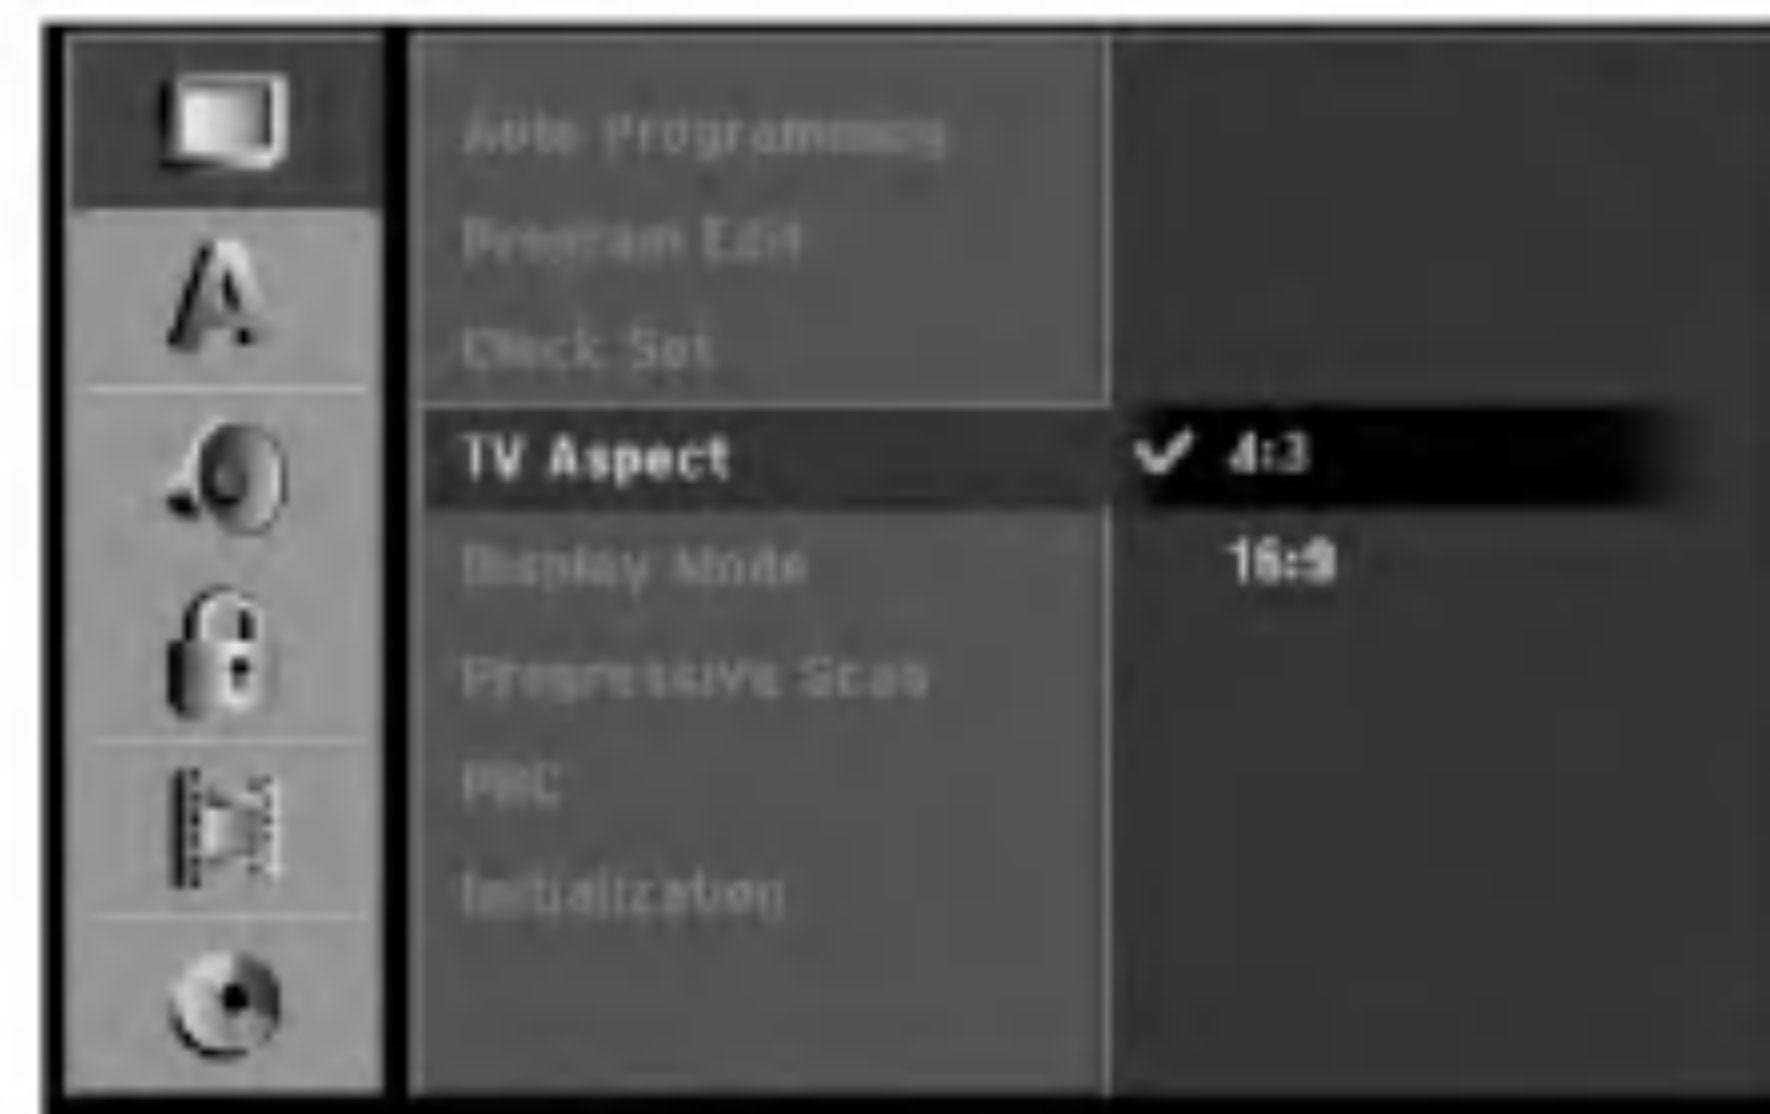 A
Auto Programming
Program Edit
Clock Set
TV Aspect
✔ 4:3
16:9
Display Mode
Progressive Scan
PBC
Initialization